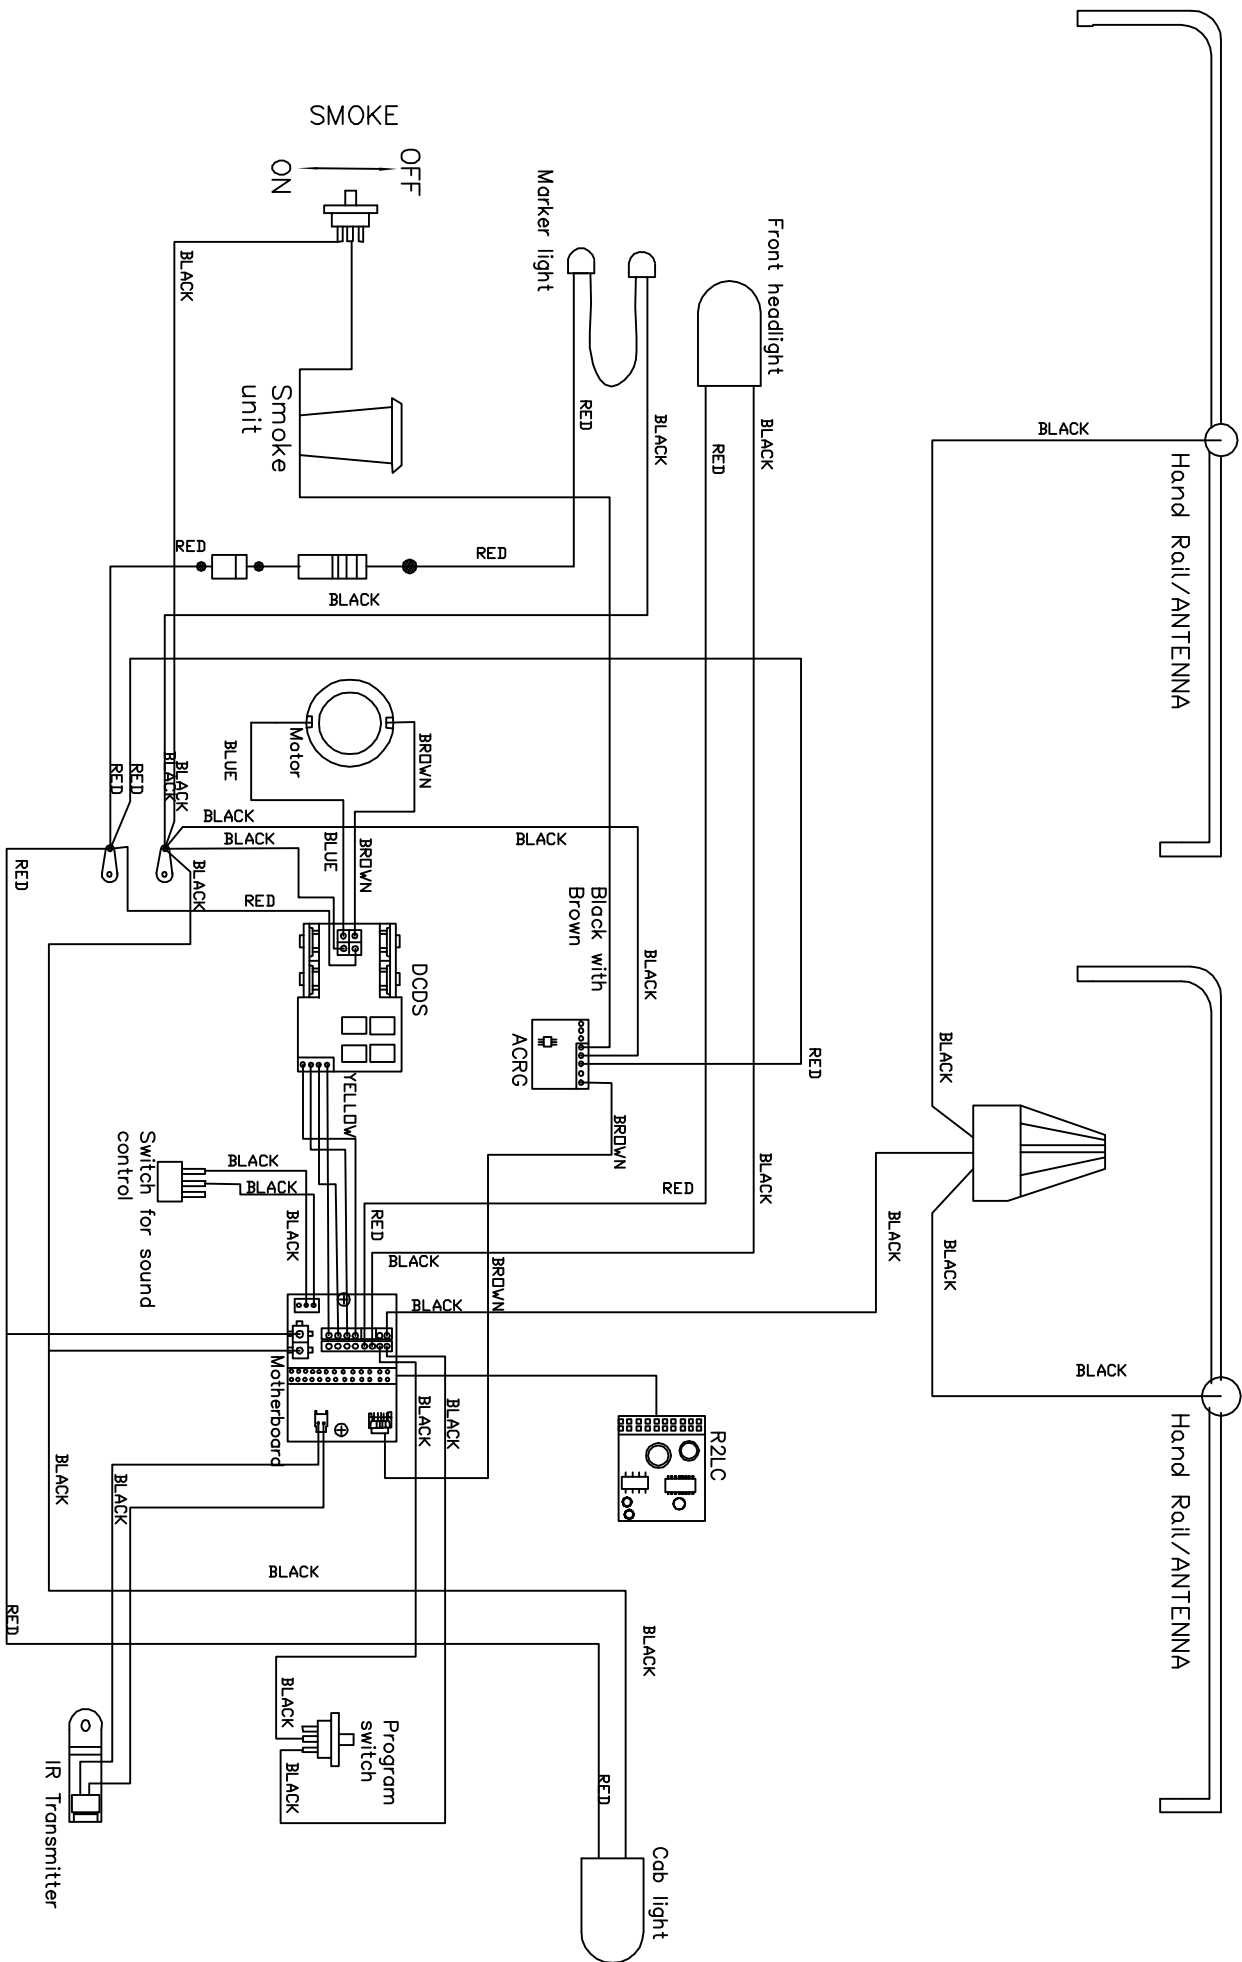 SMOKE
OFF
ON
BLACK
Marker light
Front headlight
Smoke
unit
RED
BLACK
RED
BLACK
BLACK
Hand Rail/ANTENNA
RED
RED
BLACK
Motor
BLUE
BROWN
RED
RED
BLACK
BLACK
BLACK
BLACK
BLACK
BLUE
BROWN
RED
BLACK
RED
Black with
Brown
BLACK
DCDS
ACRG
RED
BLACK
YELLOW
BROWN
BLACK
RED
Switch for sound
control
BLACK
BLACK
BLACK
RED
BLACK
BROWN
BLACK
BLACK
BLACK
BLACK
Hand Rail/ANTENNA
Motherboard
BLACK
BLACK
R2LC
BLACK
BLACK
BLACK
RED
BLACK
BLACK
BLACK
Program
switch
RED
IR Transmitter
Cab light